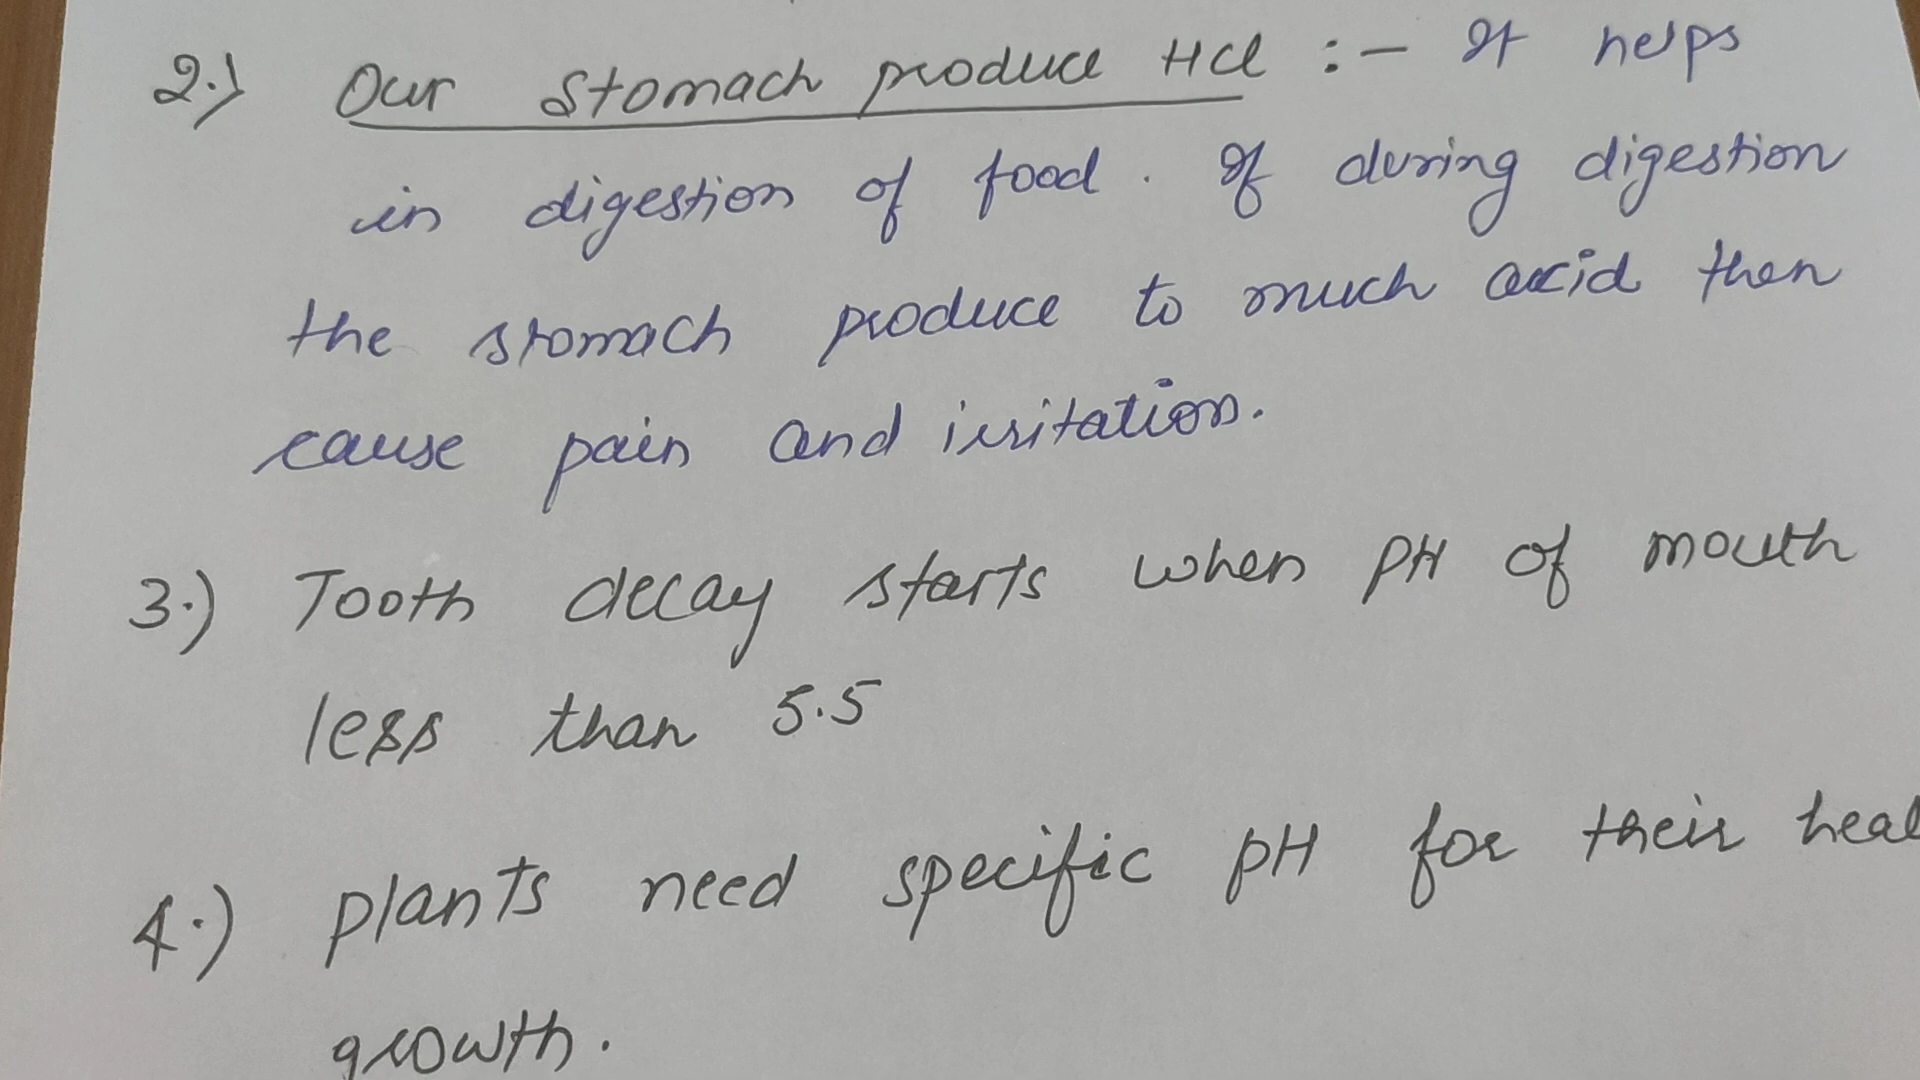 2.) Our Stomach produce HCl :- It helps
in digestion of food. If during digestion
the stomach produce to much acid then
cause pain and irritation.
3.) Tooth decay starts when PH of mouth
less than 5.5
4.) plants need specific pH for their heal
growth.